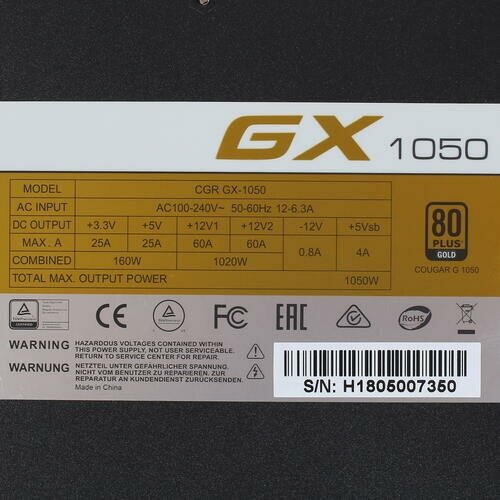 GX 1050
MODEL CGR GX-1050
AC INPUT AC100-240V~ 50-60Hz 12-6.3A
DC OUTPUT +3.3V +5V +12V1 +12V2 -12V +5Vsb
MAX. A 25A 25A 60A 60A 0.8A 4A
COMBINED 160W 1020W
TOTAL MAX. OUTPUT POWER 1050W
80
PLUS
GOLD
COUGAR G 1050
FC
EAC
RoHS
WARNING HAZARDOUS VOLTAGES CONTAINED WITHIN
THIS POWER SUPPLY, NOT USER SERVICEABLE.
RETURN TO SERVICE CENTER FOR REPAIR.
WARNUNG NETZTEIL UNTER GEFÄHRLICHER SPANNUNG
NICHT EIGENHÄNDIG REPARIEREN. ZUR
REPARATUR AN KUNDENDIENST ZURÜCKSENDEN.
Made in China
S/N: H1805007350